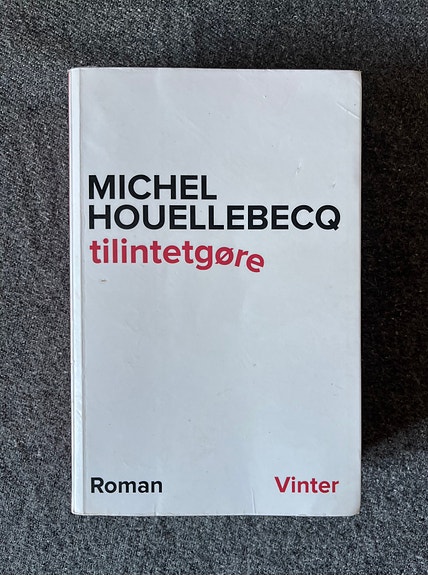 MICHEL
HOUELLEBECQ
tilintetgøre
Roman Vinter